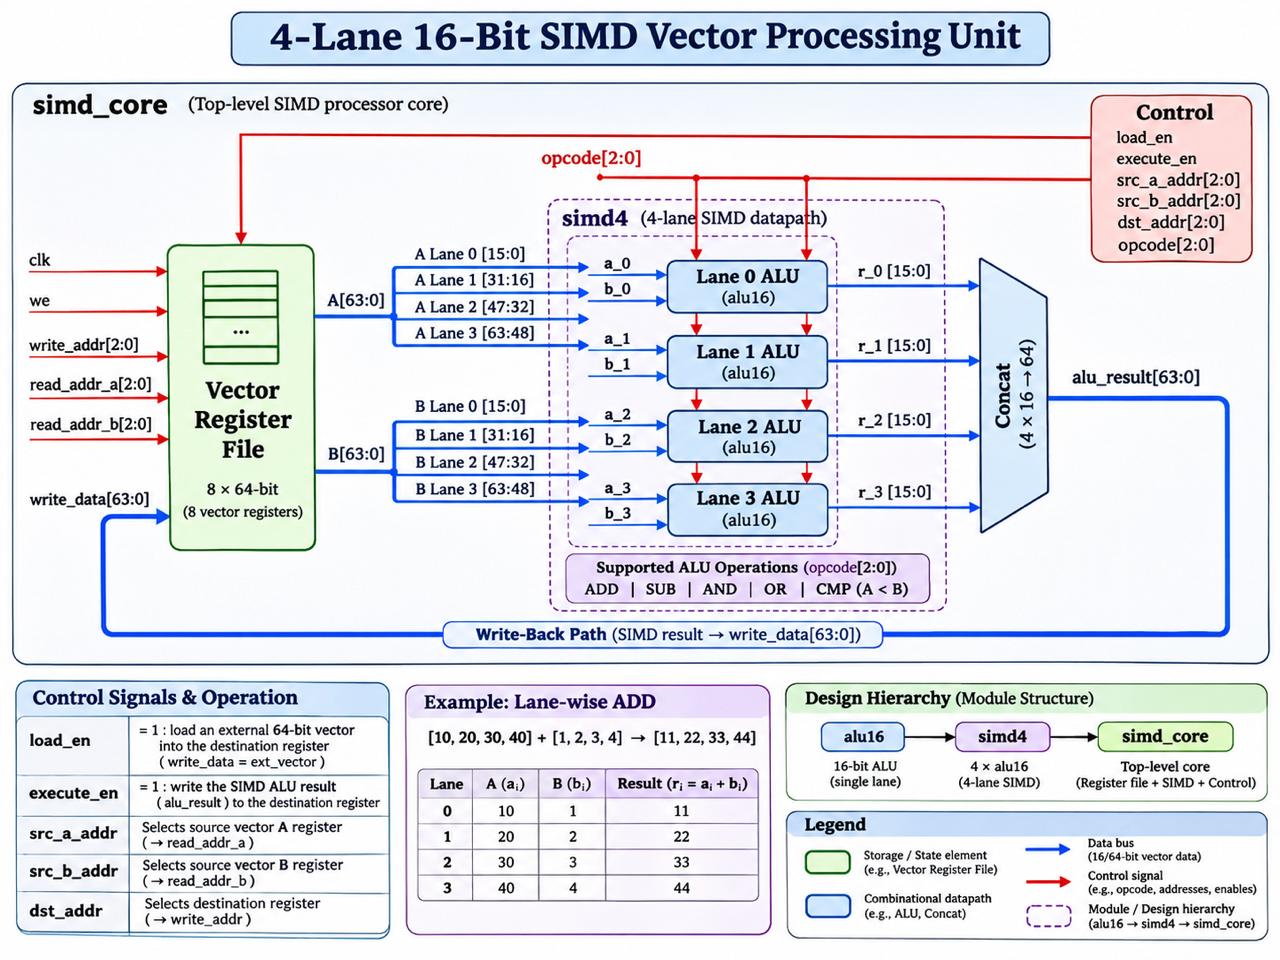 4-Lane 16-Bit SIMD Vector Processing Unit
simd_core (Top-level SIMD processor core)
Control
load_en
execute_en
src_a_addr[2:0]
src_b_addr[2:0]
dst_addr[2:0]
opcode[2:0]
opcode[2:0]
simd4 (4-lane SIMD datapath)
clk
we
write_addr[2:0]
read_addr_a[2:0]
read_addr_b[2:0]
write_data[63:0]
...
Vector
Register
File
8 × 64-bit
(8 vector registers)
A[63:0]
A Lane 0 [15:0]
A Lane 1 [31:16]
A Lane 2 [47:32]
A Lane 3 [63:48]
B[63:0]
B Lane 0 [15:0]
B Lane 1 [31:16]
B Lane 2 [47:32]
B Lane 3 [63:48]
a_0
b_0
a_1
b_1
a_2
b_2
a_3
b_3
Lane 0 ALU
(alu16)
Lane 1 ALU
(alu16)
Lane 2 ALU
(alu16)
Lane 3 ALU
(alu16)
r_0 [15:0]
r_1 [15:0]
r_2 [15:0]
r_3 [15:0]
Concat
(4 × 16 → 64)
alu_result[63:0]
Supported ALU Operations (opcode[2:0])
ADD | SUB | AND | OR | CMP (A < B)
Write-Back Path (SIMD result → write_data[63:0])
Control Signals & Operation
load_en
= 1 : load an external 64-bit vector
into the destination register
( write_data = ext_vector )
execute_en
= 1 : write the SIMD ALU result
( alu_result ) to the destination register
src_a_addr
Selects source vector A register
( → read_addr_a )
src_b_addr
Selects source vector B register
( → read_addr_b )
dst_addr
Selects destination register
( → write_addr )
Example: Lane-wise ADD
[10, 20, 30, 40] + [1, 2, 3, 4] → [11, 22, 33, 44]
Lane A (aᵢ) B (bᵢ) Result (rᵢ = aᵢ + bᵢ)
0 10 1 11
1 20 2 22
2 30 3 33
3 40 4 44
Design Hierarchy (Module Structure)
alu16 simd4 simd_core
16-bit ALU
(single lane)
4 × alu16
(4-lane SIMD)
Top-level core
(Register file + SIMD + Control)
Legend
Storage / State element
(e.g., Vector Register File)
Combinational datapath
(e.g., ALU, Concat)
Data bus
(16/64-bit vector data)
Control signal
(e.g., opcode, addresses, enables)
Module / Design hierarchy
(alu16 → simd4 → simd_core)